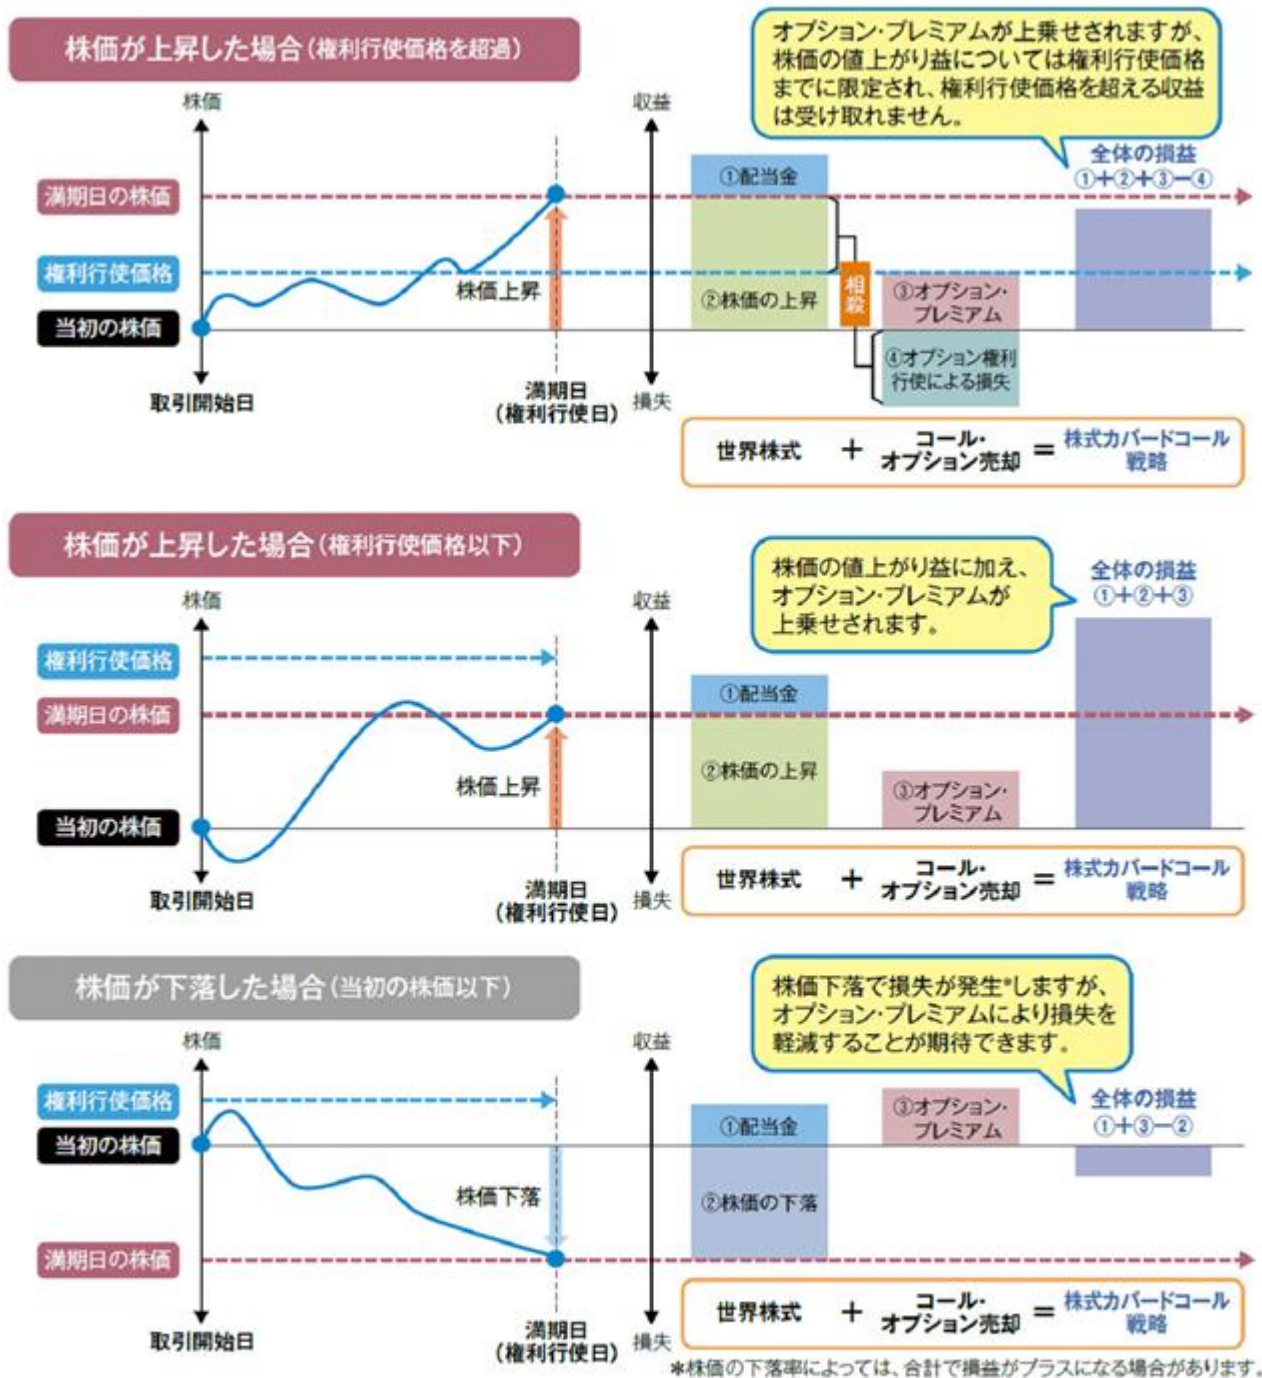 株価が上昇した場合(権利行使価格を超過)
オプション・プレミアムが上乗せされますが、
株価の値上がり益については権利行使価格
までに限定され、権利行使価格を超える収益
は受け取れません。
株価
収益
全体の損益
①+②+③-④
満期日の株価
①配当金
権利行使価格
株価上昇
②株価の上昇
相殺
③オプション・
プレミアム
当初の株価
④オプション権利
行使による損失
取引開始日
満期日
(権利行使日)
損失
世界株式 + コール・
オプション売却 = 株式カバードコール
戦略
株価が上昇した場合(権利行使価格以下)
株価の値上がり益に加え、
オプション・プレミアムが
上乗せされます。
全体の損益
①+②+③
株価
収益
権利行使価格
満期日の株価
①配当金
株価上昇
②株価の上昇
③オプション・
プレミアム
当初の株価
取引開始日
満期日
(権利行使日)
損失
世界株式 + コール・
オプション売却 = 株式カバードコール
戦略
株価が下落した場合(当初の株価以下)
株価下落で損失が発生*しますが、
オプション・プレミアムにより損失を
軽減することが期待できます。
株価
収益
権利行使価格
当初の株価
①配当金
③オプション・
プレミアム
全体の損益
①+③-②
株価下落
②株価の下落
満期日の株価
取引開始日
満期日
(権利行使日)
損失
世界株式 + コール・
オプション売却 = 株式カバードコール
戦略
*株価の下落率によっては、合計で損益がプラスになる場合があります。